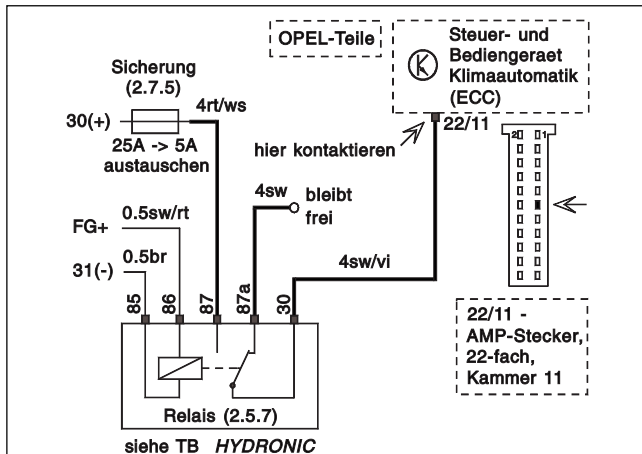 OPEL-Teile
Steuer- und
Bediengeraet
Klimaautomatik
(ECC)
Sicherung
(2.7.5)
4rt/ws
30(+)
25A -> 5A
austauschen
22/11
hier kontaktieren
2
1
4sw
bleibt
frei
0.5sw/rt
FG+
0.5br
31(-)
4sw/vi
85
86
87
87a
30
22/11 -
AMP-Stecker,
22-fach,
Kammer 11
Relais (2.5.7)
siehe TB HYDRONIC